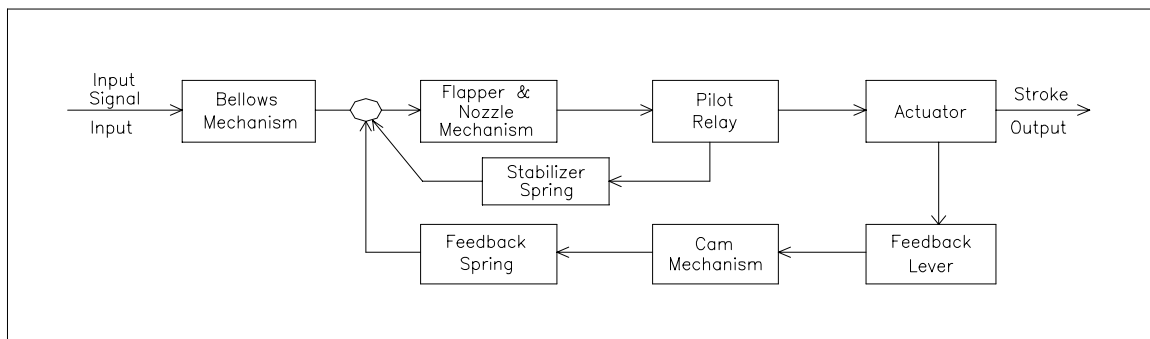 Input
Signal
Input
Bellows
Mechanism
Flapper &
Nozzle
Mechanism
Pilot
Relay
Actuator
Stroke
Output
Stabilizer
Spring
Feedback
Spring
Cam
Mechanism
Feedback
Lever